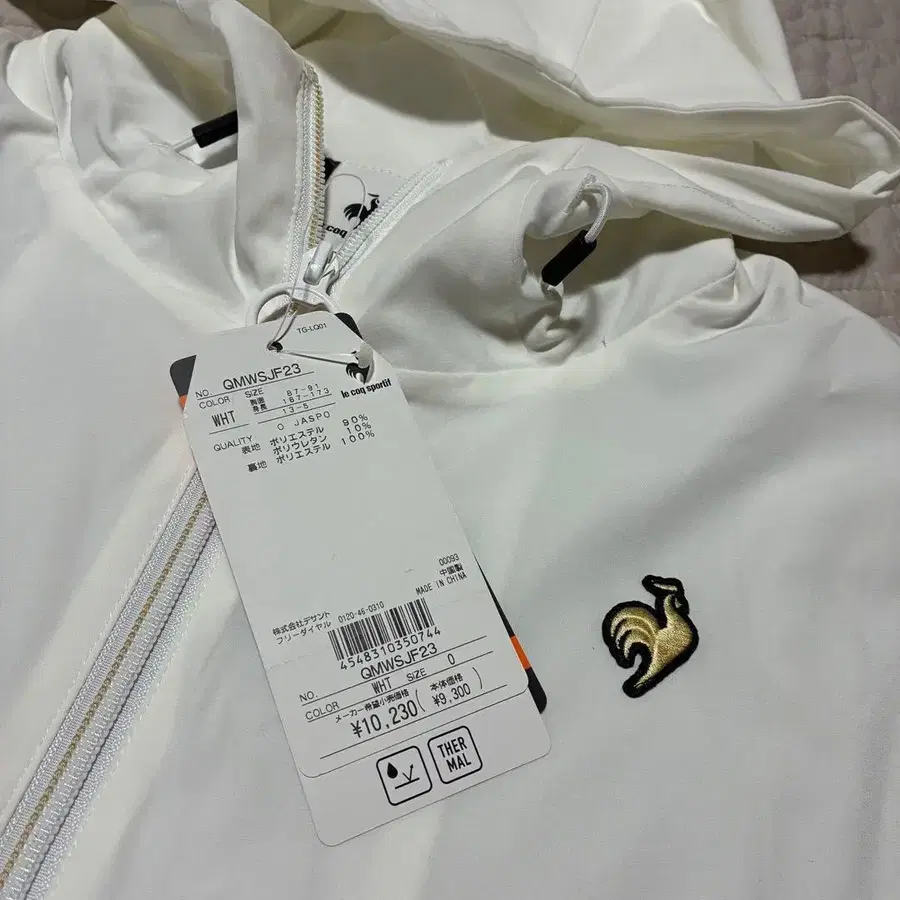 le coq
TG-LQ01
NO. QMWSJF23
le coq sportif
COLOR SIZE 胸囲 87-91
身長 167-173
WHT 13-5
O JASPO
QUALITY
表地 ポリエステル 90%
ポリウレタン 10%
裏地 ポリエステル 100%
00093
中国製
MADE IN CHINA
株式会社デサント
フリーダイヤル 0120-46-0310
4548310350744
QMWSJF23
NO.
COLOR WHT SIZE O
メーカー希望小売価格 (本体価格
¥10,230 ¥9,300)
THER
MAL